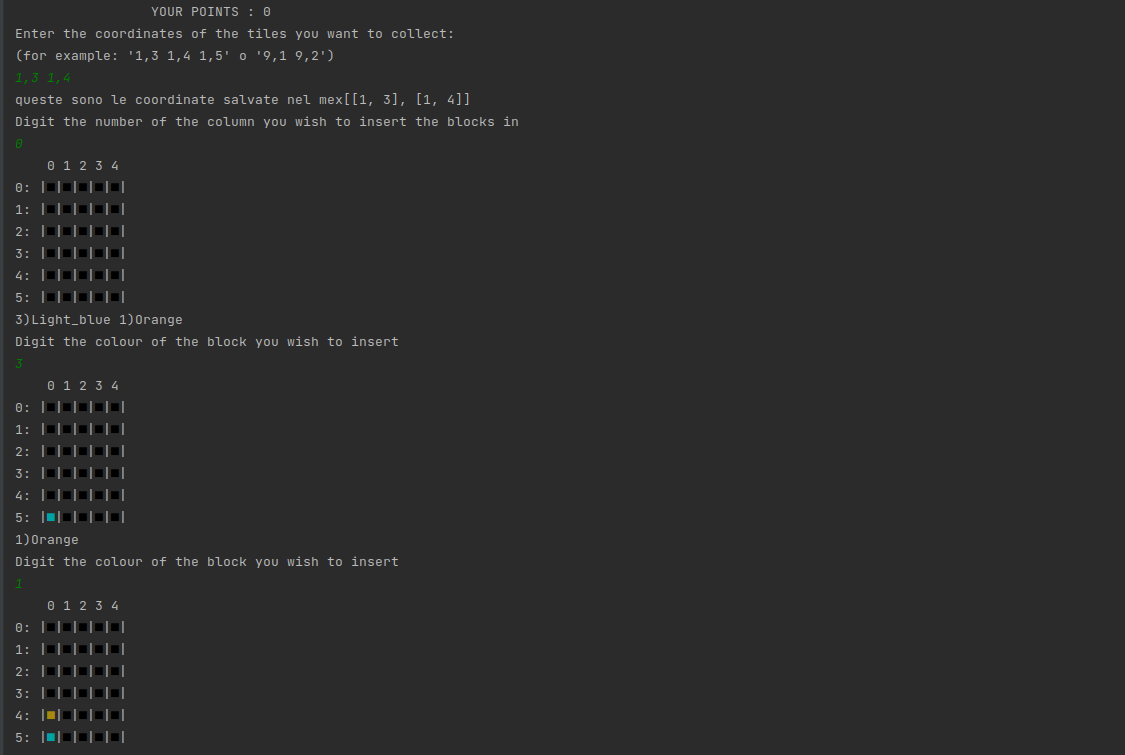 YOUR POINTS : 0
Enter the coordinates of the tiles you want to collect:
(for example: '1,3 1,4 1,5' o '9,1 9,2')
1,3 1,4
queste sono le coordinate salvate nel mex[[1, 3], [1, 4]]
Digit the number of the column you wish to insert the blocks in
0
0 1 2 3 4
0: |■|■|■|■|■|
1: |■|■|■|■|■|
2: |■|■|■|■|■|
3: |■|■|■|■|■|
4: |■|■|■|■|■|
5: |■|■|■|■|■|
3)Light_blue 1)Orange
Digit the colour of the block you wish to insert
3
0 1 2 3 4
0: |■|■|■|■|■|
1: |■|■|■|■|■|
2: |■|■|■|■|■|
3: |■|■|■|■|■|
4: |■|■|■|■|■|
5: |■|■|■|■|■|
1)Orange
Digit the colour of the block you wish to insert
1
0 1 2 3 4
0: |■|■|■|■|■|
1: |■|■|■|■|■|
2: |■|■|■|■|■|
3: |■|■|■|■|■|
4: |■|■|■|■|■|
5: |■|■|■|■|■|